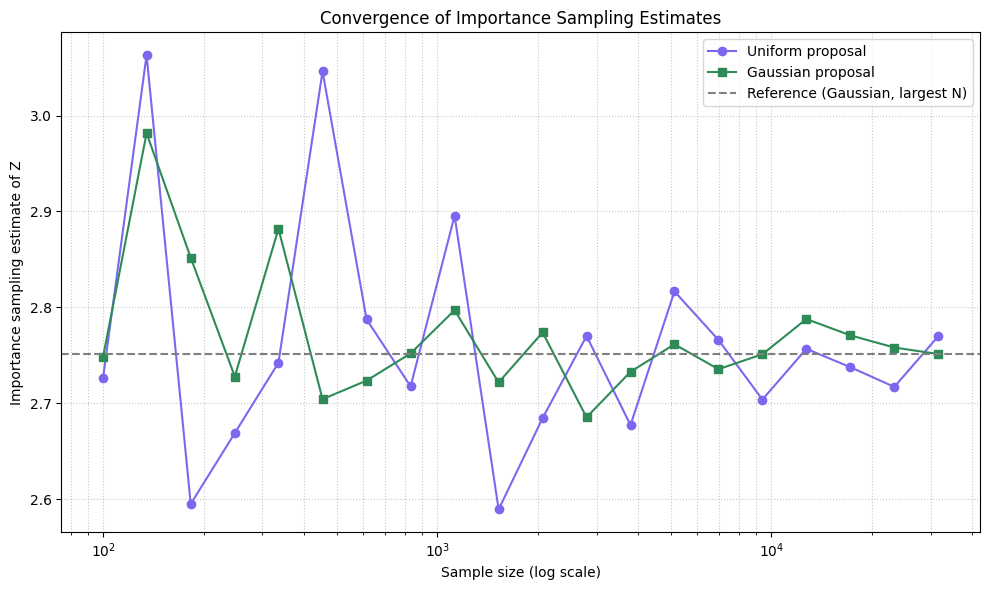 Convergence of Importance Sampling Estimates
Uniform proposal
Gaussian proposal
Reference (Gaussian, largest N)
Importance sampling estimate of Z
3.0
2.9
2.8
2.7
2.6
10²
10³
10⁴
Sample size (log scale)